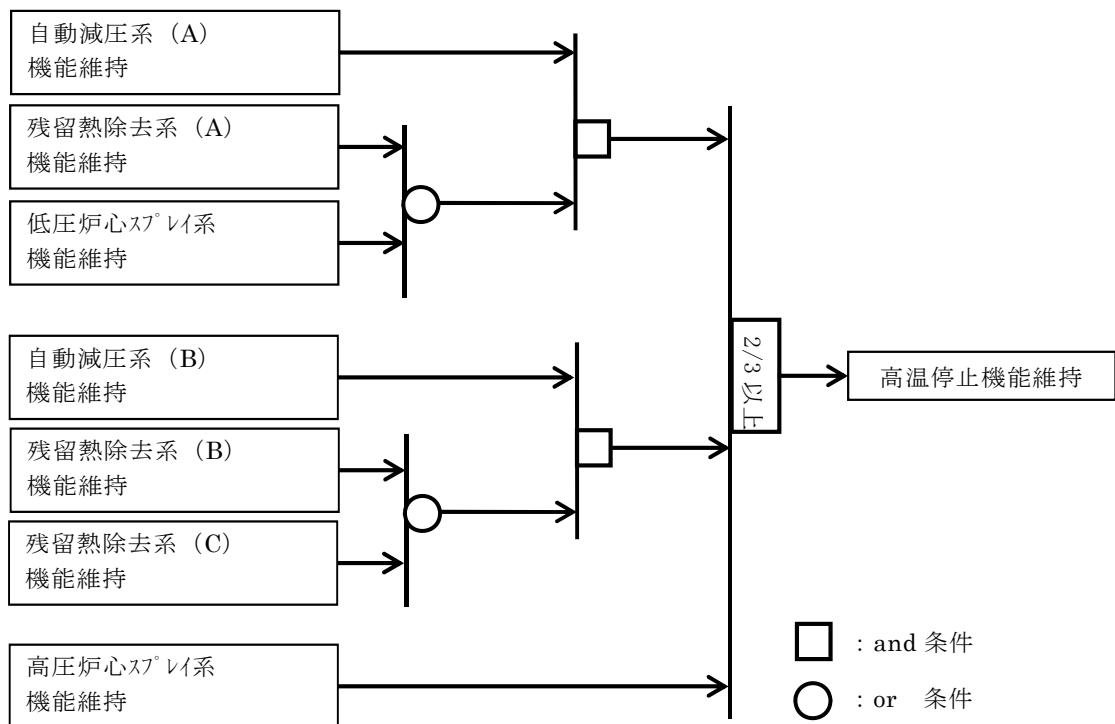 自動減圧系（A）
機能維持
残留熱除去系（A）
機能維持
低圧炉心ｽﾌﾟﾚｲ系
機能維持
自動減圧系（B）
機能維持
残留熱除去系（B）
機能維持
残留熱除去系（C）
機能維持
高圧炉心ｽﾌﾟﾚｲ系
機能維持
2/3 以上
高温停止機能維持
：and 条件
：or　条件